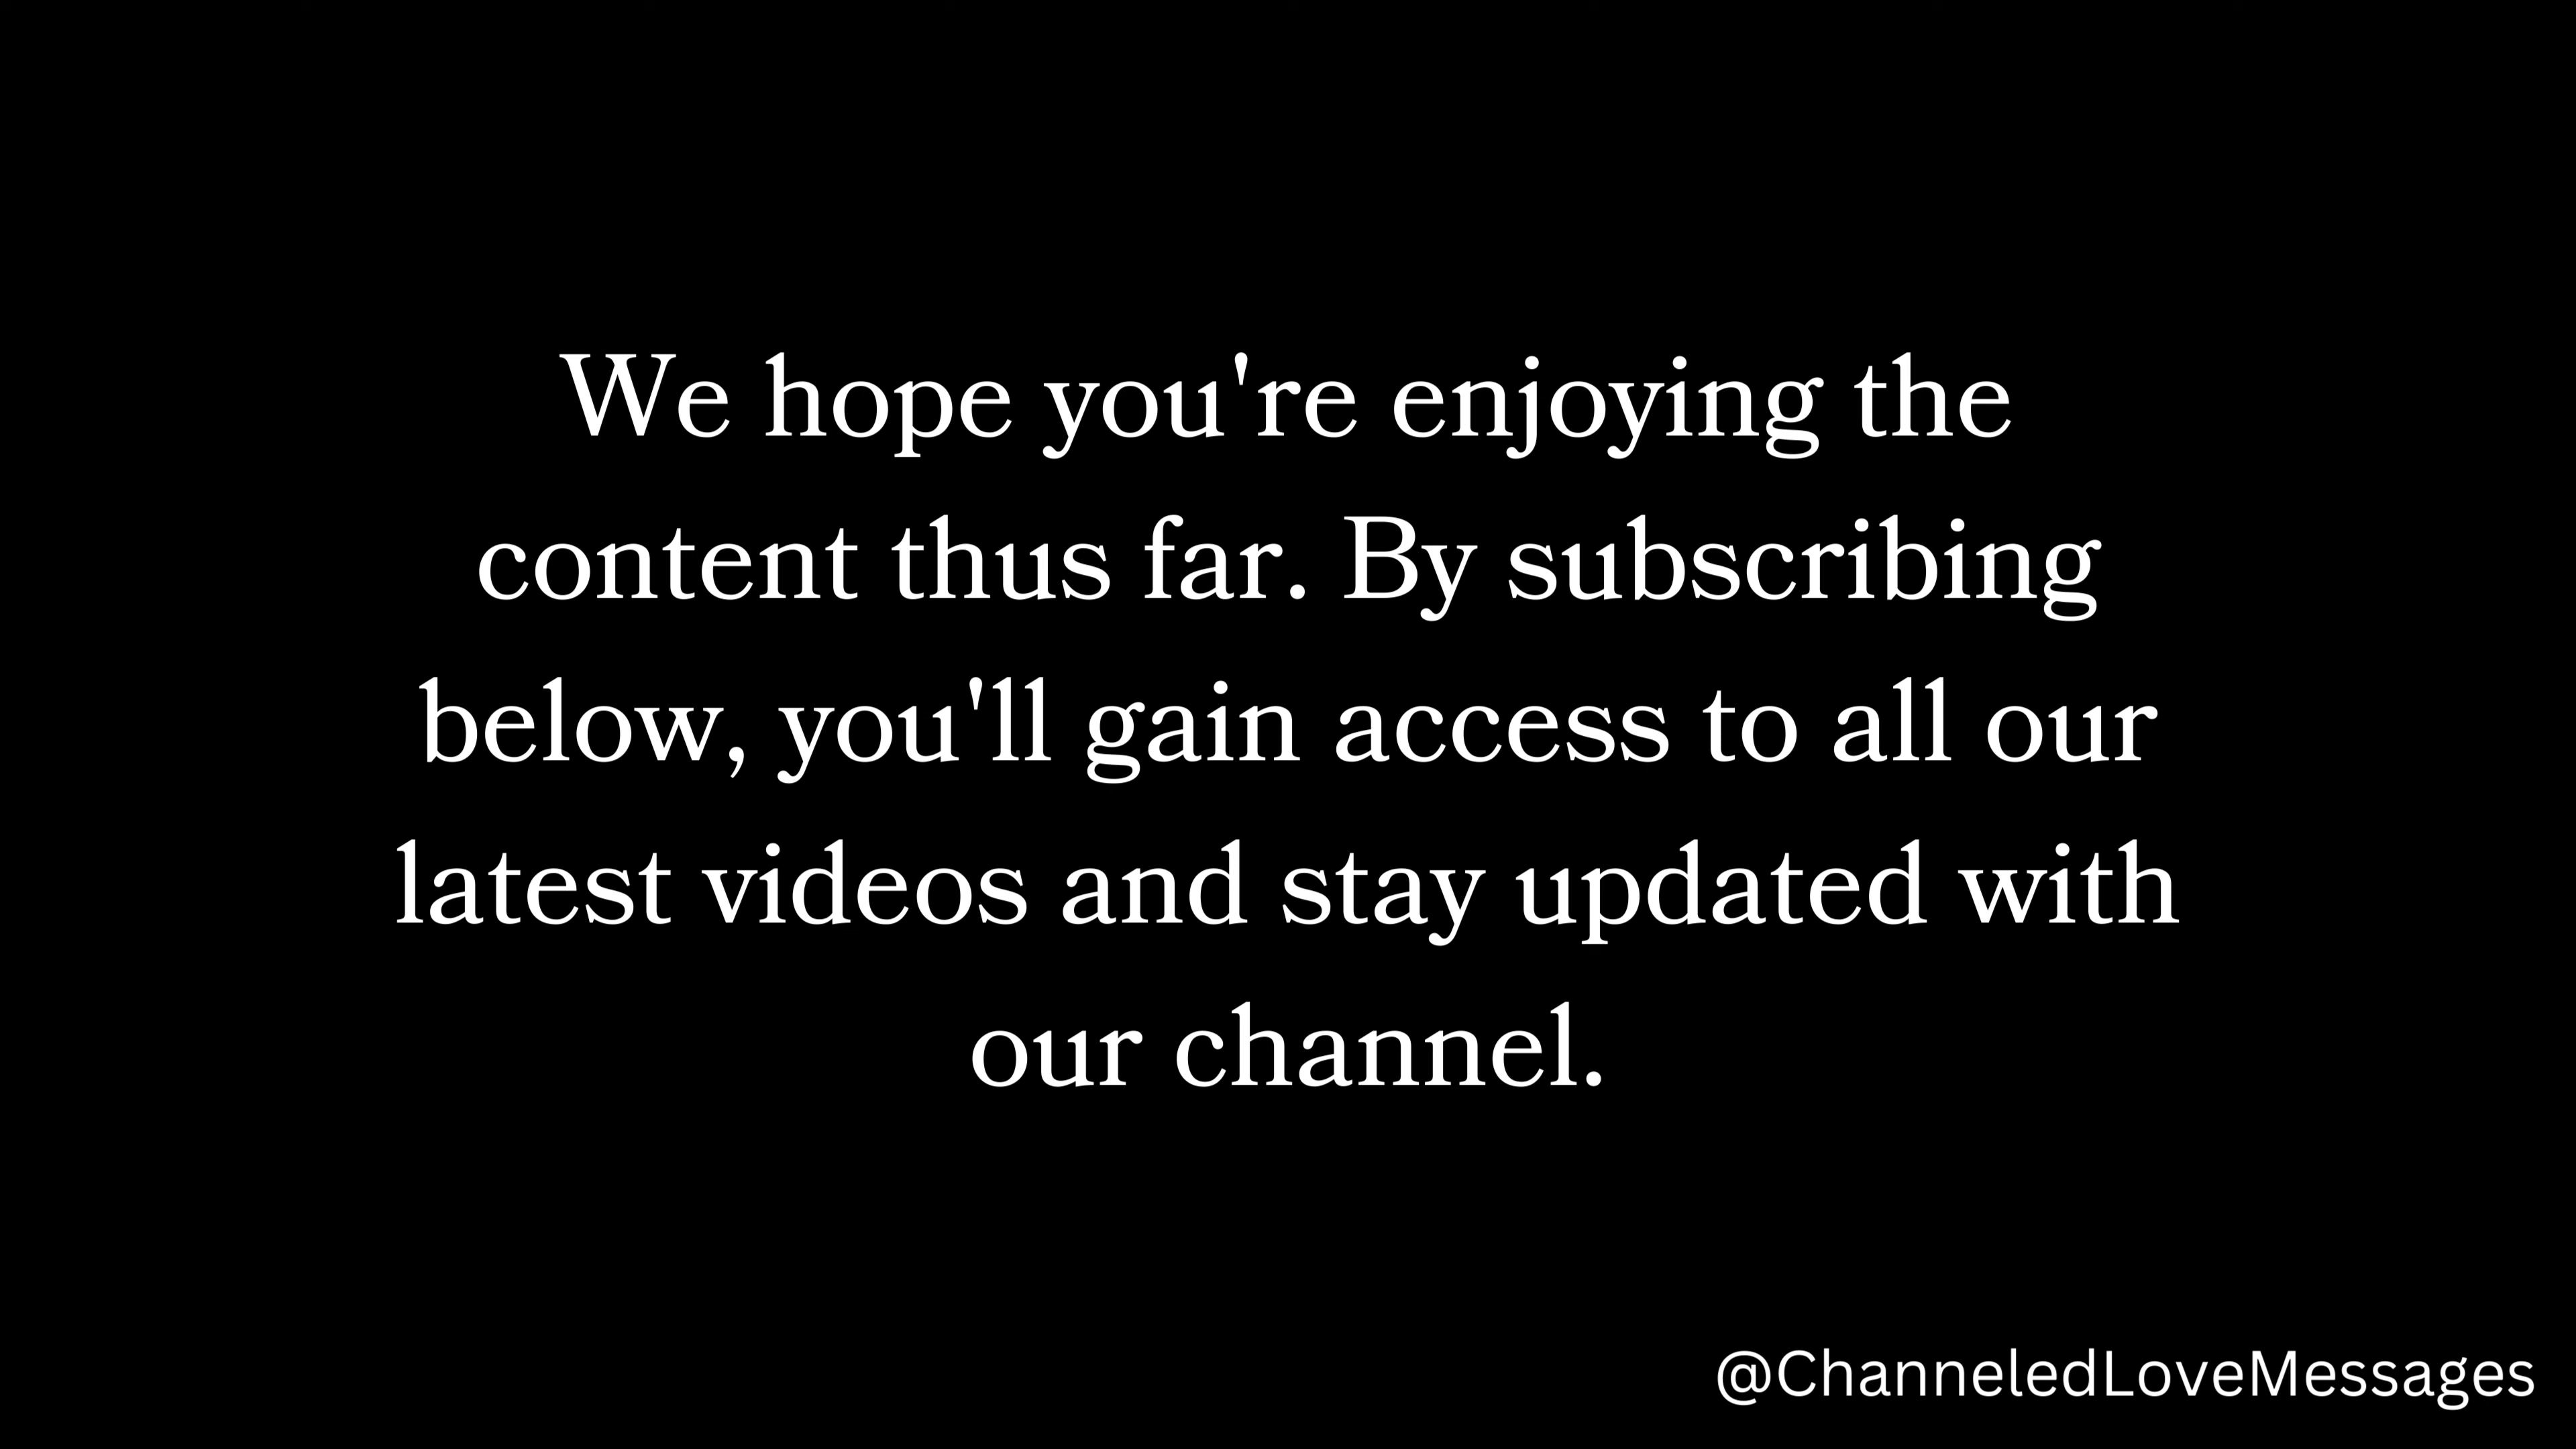 We hope you're enjoying the
content thus far. By subscribing
below, you'll gain access to all our
latest videos and stay updated with
our channel.
@ChanneledLoveMessages